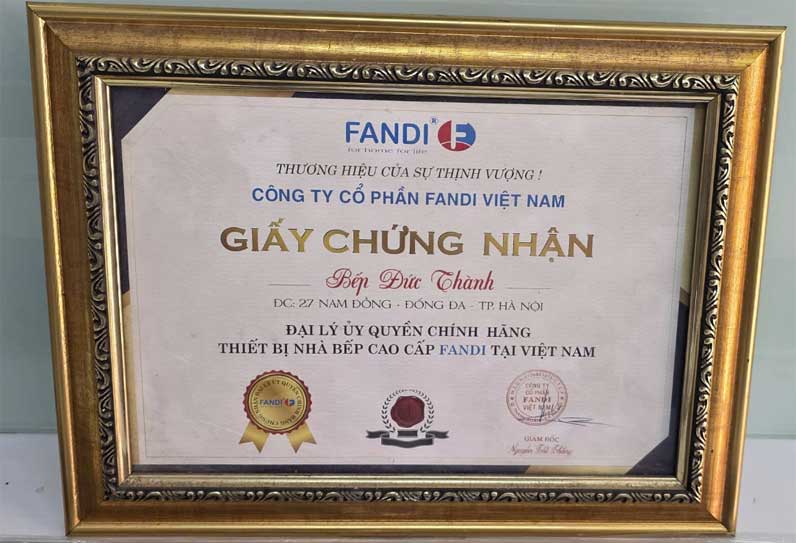 FANDI®
for home for life
THƯƠNG HIỆU CỦA SỰ THỊNH VƯỢNG !
CÔNG TY CỔ PHẦN FANDI VIỆT NAM
GIẤY CHỨNG NHẬN
Bếp Đức Thành
ĐC: 27 NAM ĐỒNG - ĐỐNG ĐA - TP. HÀ NỘI
ĐẠI LÝ ỦY QUYỀN CHÍNH HÃNG
THIẾT BỊ NHÀ BẾP CAO CẤP FANDI TẠI VIỆT NAM
FANDI
CÔNG TY
CỔ PHẦN
FANDI
VIỆT NAM
GIÁM ĐỐC
Nguyễn